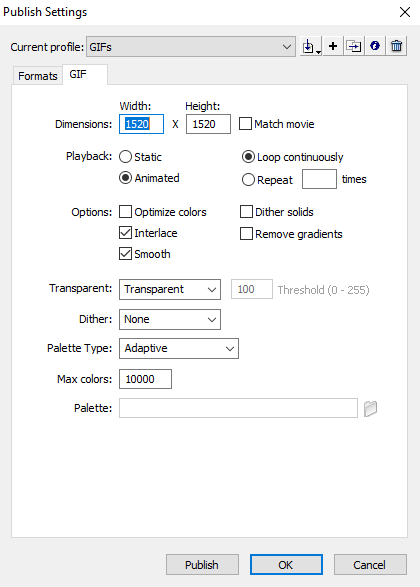 Publish Settings
Current profile: GIFs
Formats GIF
Width: Height:
Dimensions: 1520 X 1520 Match movie
Playback: Static Loop continuously
Animated Repeat times
Options: Optimize colors Dither solids
Interlace Remove gradients
Smooth
Transparent: Transparent 100 Threshold (0 - 255)
Dither: None
Palette Type: Adaptive
Max colors: 10000
Palette:
Publish OK Cancel